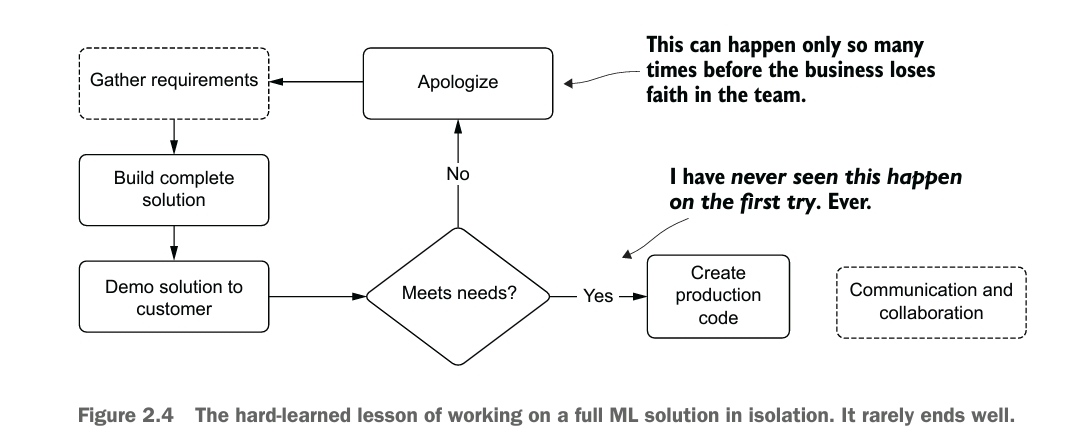 Gather requirements
Apologize
This can happen only so many
times before the business loses
faith in the team.
Build complete
solution
No
I have never seen this happen
on the first try. Ever.
Demo solution to
customer
Meets needs?
Yes
Create
production
code
Communication and
collaboration
Figure 2.4 The hard-learned lesson of working on a full ML solution in isolation. It rarely ends well.